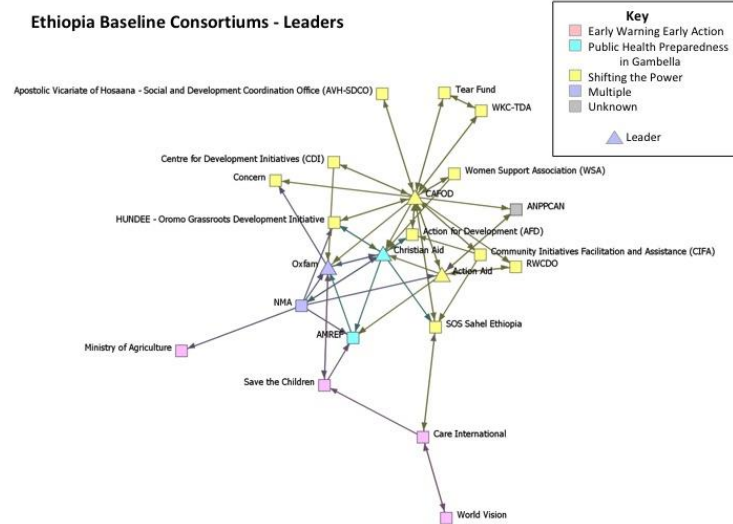 Ethiopia Baseline Consortiums - Leaders
Key
Early Warning Early Action
Public Health Preparedness
in Gambella
Shifting the Power
Multiple
Unknown
Leader
Apostolic Vicariate of Hosaana - Social and Development Coordination Office (AVH-SDCO)
Tear Fund
WKC-TDA
Centre for Development Initiatives (CDI)
Women Support Association (WSA)
Concern
CAFOD
ANPPCAN
HUNDEE - Oromo Grassroots Development Initiative
Action for Development (AFD)
Christian Aid
Community Initiatives Facilitation and Assistance (CIFA)
Oxfam
RWCDO
Action Aid
NMA
SOS Sahel Ethiopia
AMREF
Ministry of Agriculture
Save the Children
Care International
World Vision